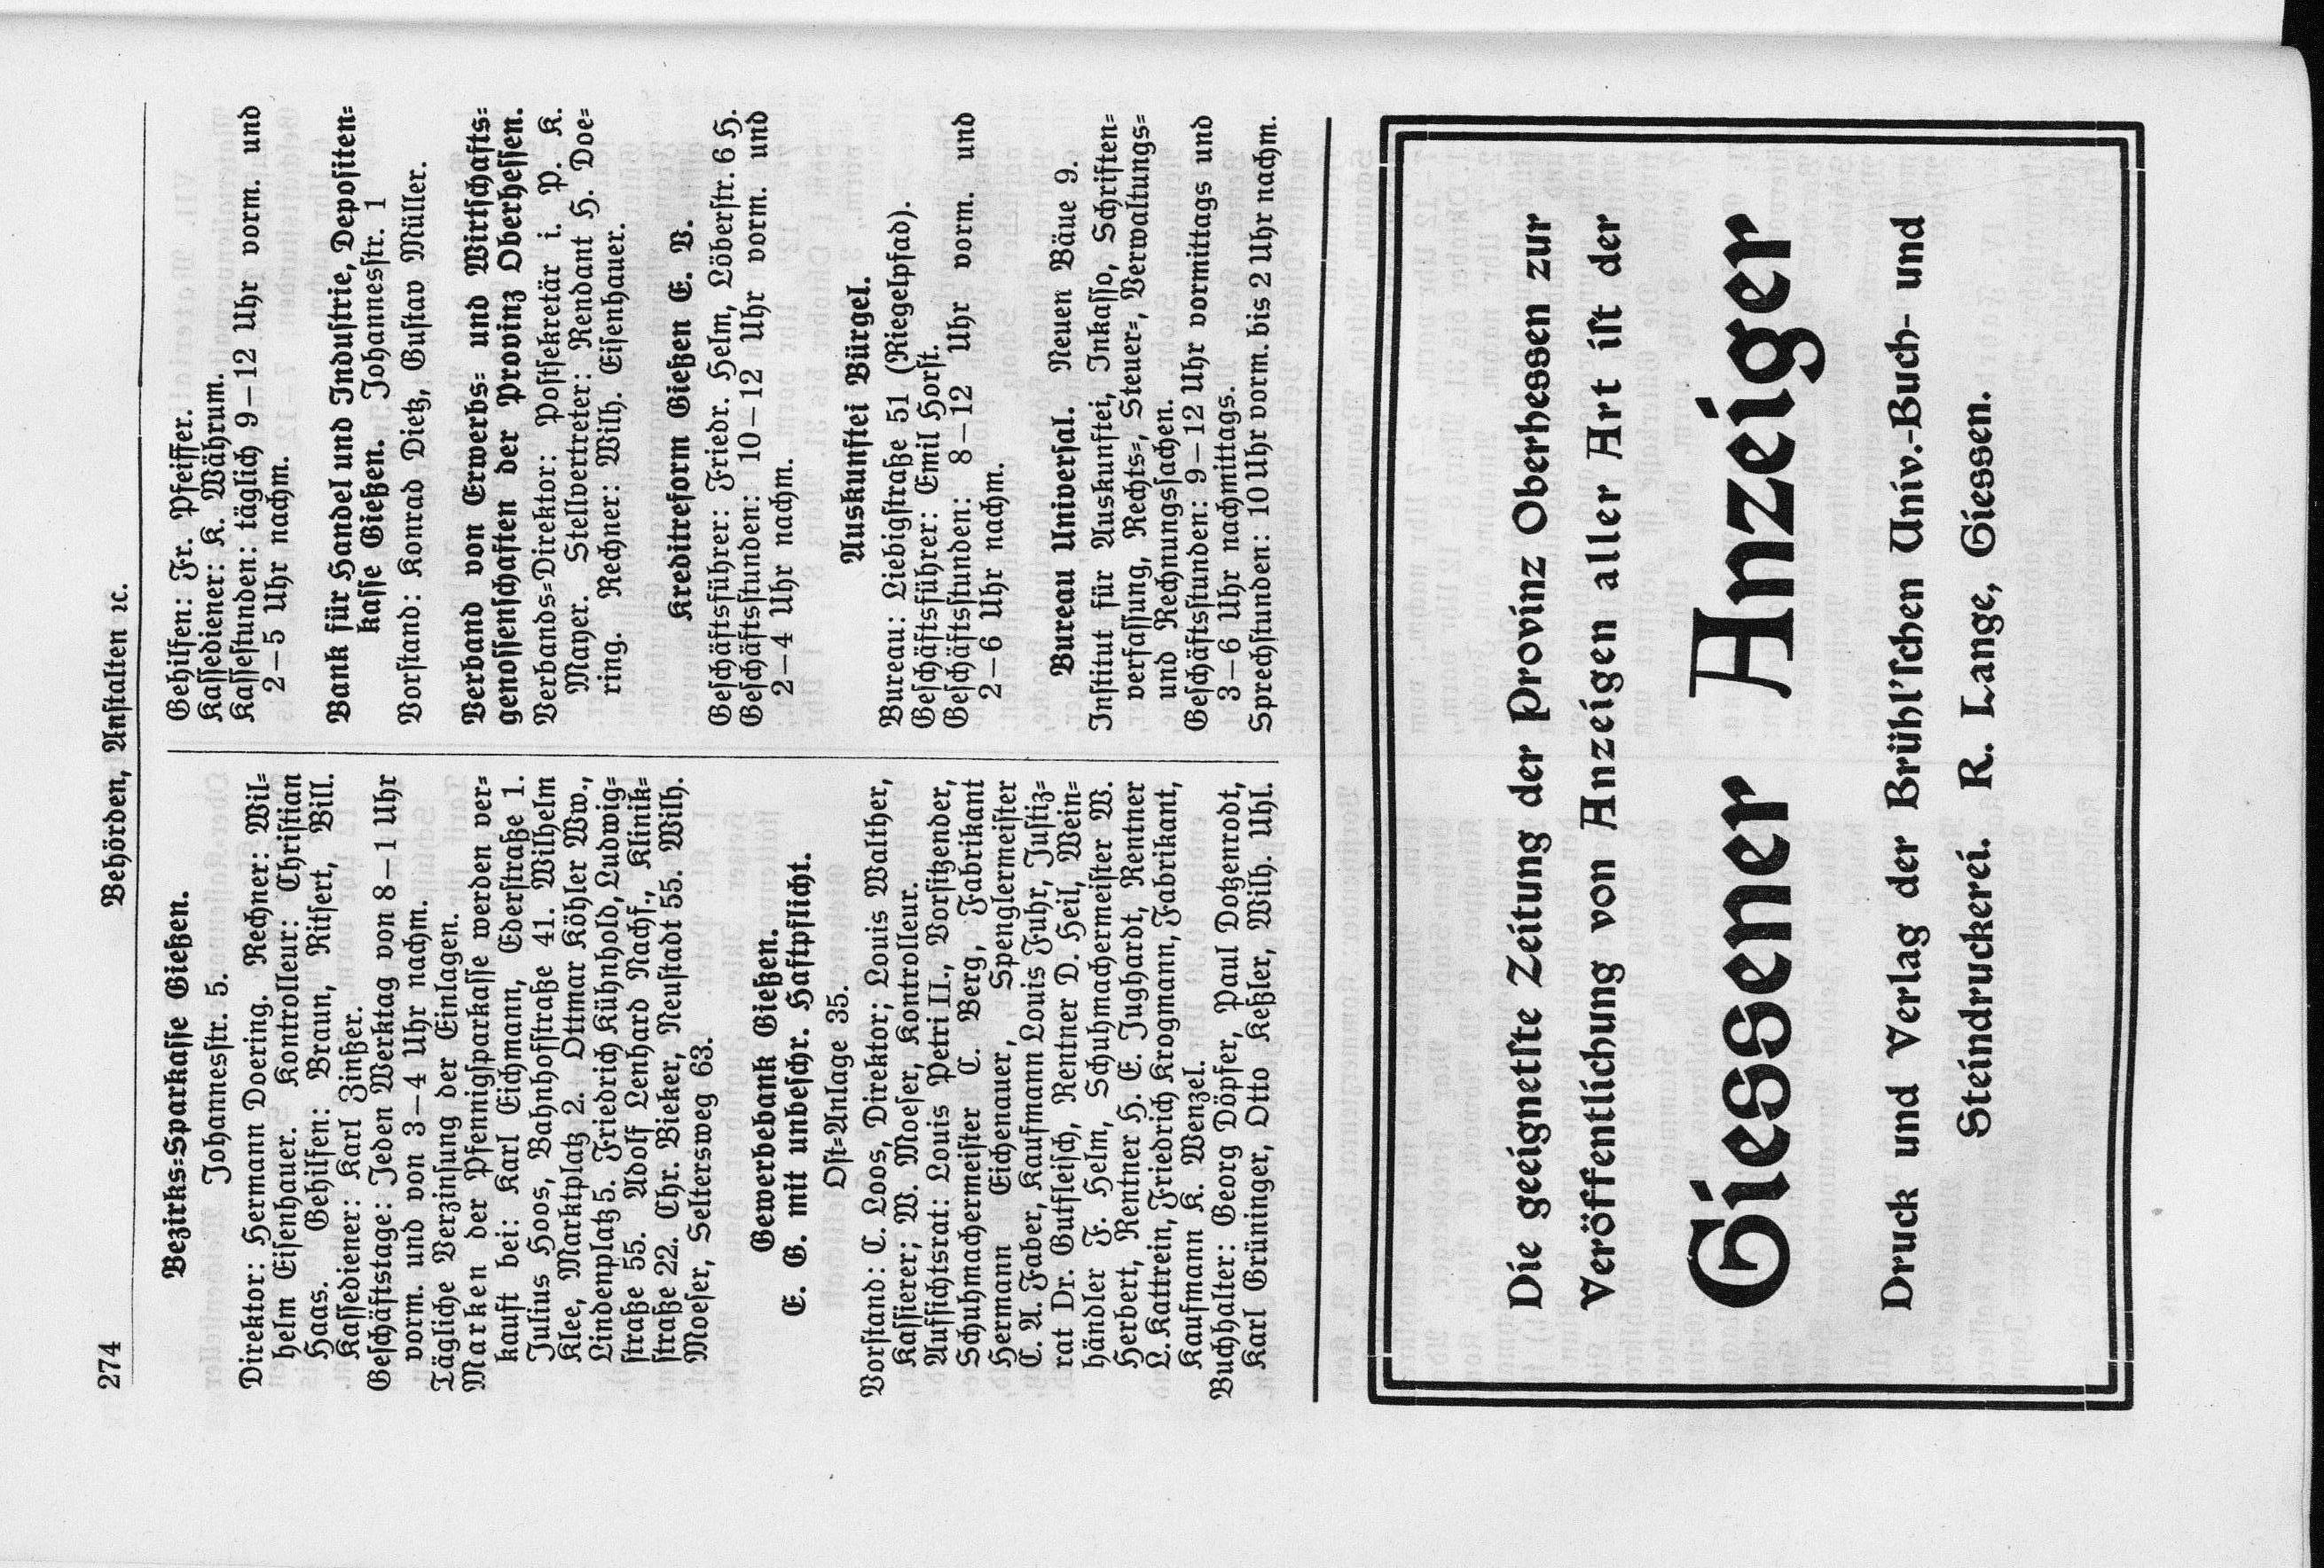 274
Behörden, Anstalten ꝛc.
Bezirks=Sparkasse Gießen.
Johannesstr. 5.
Direktor: Hermann Doering. Rechner: Wil=
helm Eisenhauer. Kontrolleur: Christian
Haas. Gehilfen: Braun, Ritfert, Bill.
Kassediener: Karl Zinßer.
Geschäftstage: Jeden Werktag von 8–1 Uhr
vorm. und von 3–4 Uhr nachm.
Tägliche Verzinsung der Einlagen.
Marken der Pfennigsparkasse werden ver=
kauft bei: Karl Eichmann, Ederstraße 1.
Julius Hoos, Bahnhofstraße 41. Wilhelm
Klee, Marktplatz 2. Ottmar Köhler Ww.,
Lindenplatz 5. Friedrich Kühnhold, Ludwig=
straße 55. Adolf Lenhard Nachf., Klinik=
straße 22. Chr. Bieker, Neustadt 55. Wilh.
Moeser, Seltersweg 63.
Gewerbebank Gießen.
E. G. mit unbeschr. Haftpflicht.
Ost=Anlage 35.
Vorstand: C. Loos, Direktor; Louis Walther,
Kassierer; W. Moeser, Kontrolleur.
Aufsichtsrat: Louis Petri II., Vorsitzender,
Schuhmachermeister C. Berg, Fabrikant
Hermann Eichenauer, Spenglermeister
C. A. Faber, Kaufmann Louis Fuhr, Justiz=
rat Dr. Gutfleisch, Rentner D. Heil, Wein=
händler F. Helm, Schuhmachermeister W.
Herbert, Rentner H. E. Jughardt, Rentner
L. Kattrein, Friedrich Krogmann, Fabrikant,
Kaufmann K. Wenzel.
Buchhalter: Georg Döpfer, Paul Dotzenrodt,
Karl Grüninger, Otto Keßler, Wilh. Uhl.
Gehilfen: Fr. Pfeiffer.
Kassediener: K. Währum.
Kassestunden: täglich 9–12 Uhr vorm. und
2–5 Uhr nachm.
Bank für Handel und Industrie, Depositen=
kasse Gießen. Johannesstr. 1
Vorstand: Konrad Dietz, Gustav Müller.
Verband von Erwerbs= und Wirtschafts=
genossenschaften der Provinz Oberhessen.
Verbands=Direktor: Postsekretär i. P. K.
Mayer. Stellvertreter: Rendant H. Doe=
ring. Rechner: Wilh. Eisenhauer.
Kreditreform Gießen E. V.
Geschäftsführer: Friedr. Helm, Löberstr. 6 H.
Geschäftsstunden: 10–12 Uhr vorm. und
2–4 Uhr nachm.
Auskunftei Bürgel.
Bureau: Liebigstraße 51 (Riegelpfad).
Geschäftsführer: Emil Horst.
Geschäftsstunden: 8–12 Uhr vorm. und
2–6 Uhr nachm.
Bureau Universal. Neuen Bäue 9.
Institut für Auskunftei, Inkasso, Schriften=
verfassung, Rechts=, Steuer=, Verwaltungs=
und Rechnungssachen.
Geschäftsstunden: 9–12 Uhr vormittags und
3–6 Uhr nachmittags.
Sprechstunden: 10 Uhr vorm. bis 2 Uhr nachm.
Die geeignetste Zeitung der Provinz Oberhessen zur
Veröffentlichung von Anzeigen aller Art ist der
Giessener Anzeiger
Druck und Verlag der Brühl'schen Univ.-Buch- und
Steindruckerei. R. Lange, Giessen.